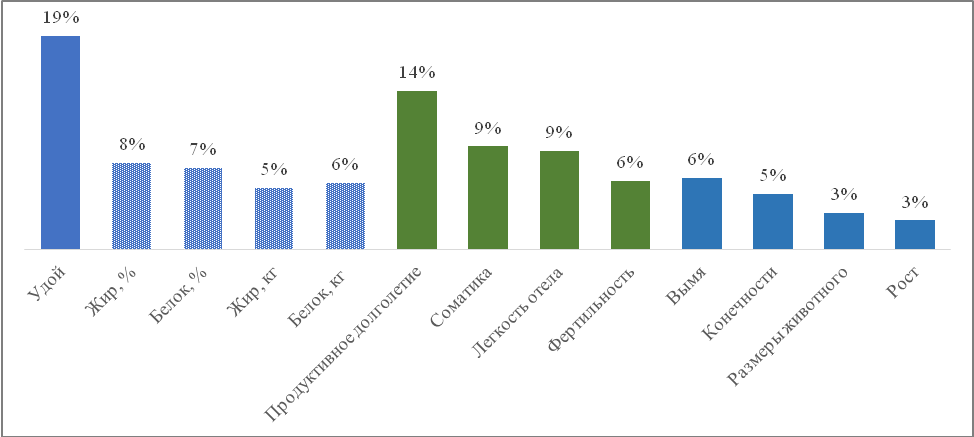 19%
8%
7%
5%
6%
14%
9%
9%
6%
6%
5%
3%
3%
Удой
Жир, %
Белок, %
Жир, кг
Белок, кг
Продуктивное долголетие
Соматика
Легкость отела
Фертильность
Вымя
Конечности
Размеры животного
Рост